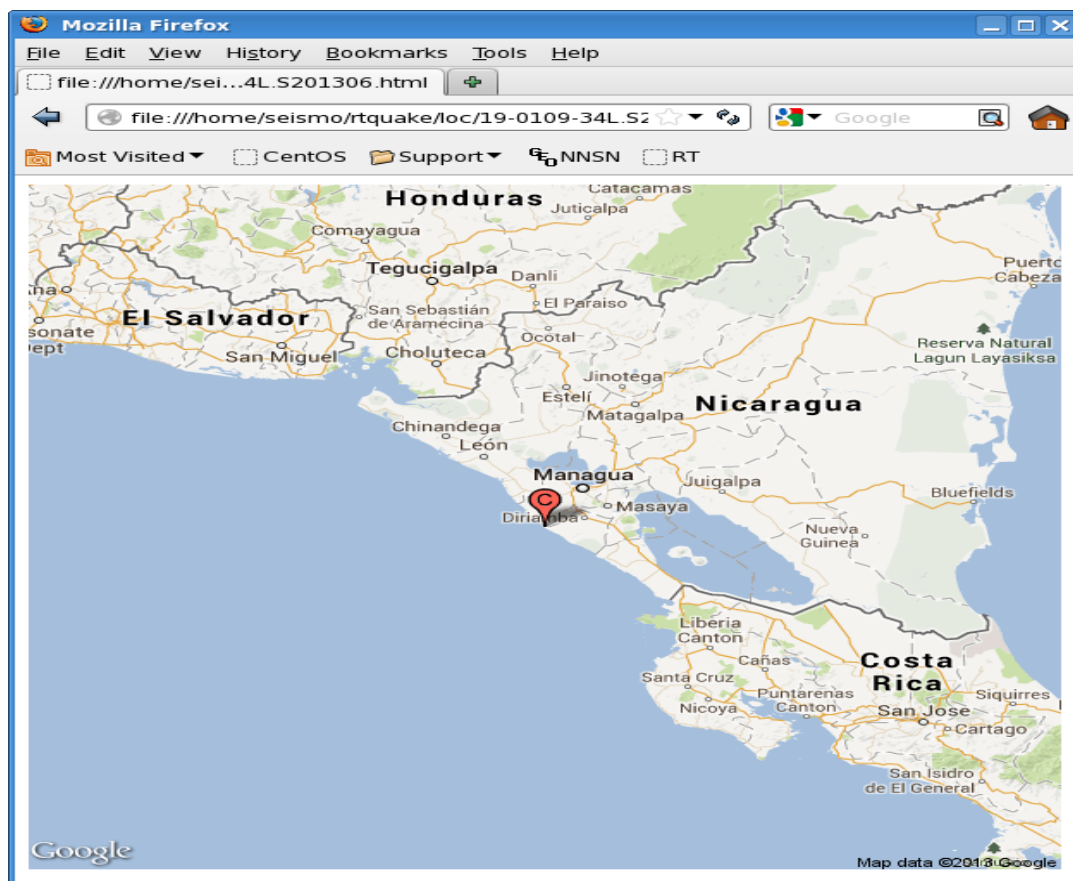 Mozilla Firefox
File Edit View History Bookmarks Tools Help
file:///home/sei...4L.S201306.html
file:///home/seismo/rtquake/loc/19-0109-34L.S2 Google
Most Visited CentOS Support GEO NNSN RT
Catacamas
Honduras
Juticalpa
Comayagua
Tegucigalpa
Danli
Puerto
Cabeza
El Paraiso
San Sebastián
de Aramecina
El Salvador
sonate
Ocotal
Reserva Natural
Lagun Layasiksa
San Miguel
Choluteca
Jinotega
Estelí
Matagalpa
Nicaragua
Chinandega
León
Managua
Juigalpa
Bluefields
C
Masaya
Diriamba
Nueva
Guinea
Liberia
Canton
Cañas
Costa
Rica
Santa Cruz
Puntarenas
Canton
Siquirres
Nicoya
San Jose
Cartago
San Isidro
de El General
Google
Map data ©2013 Google